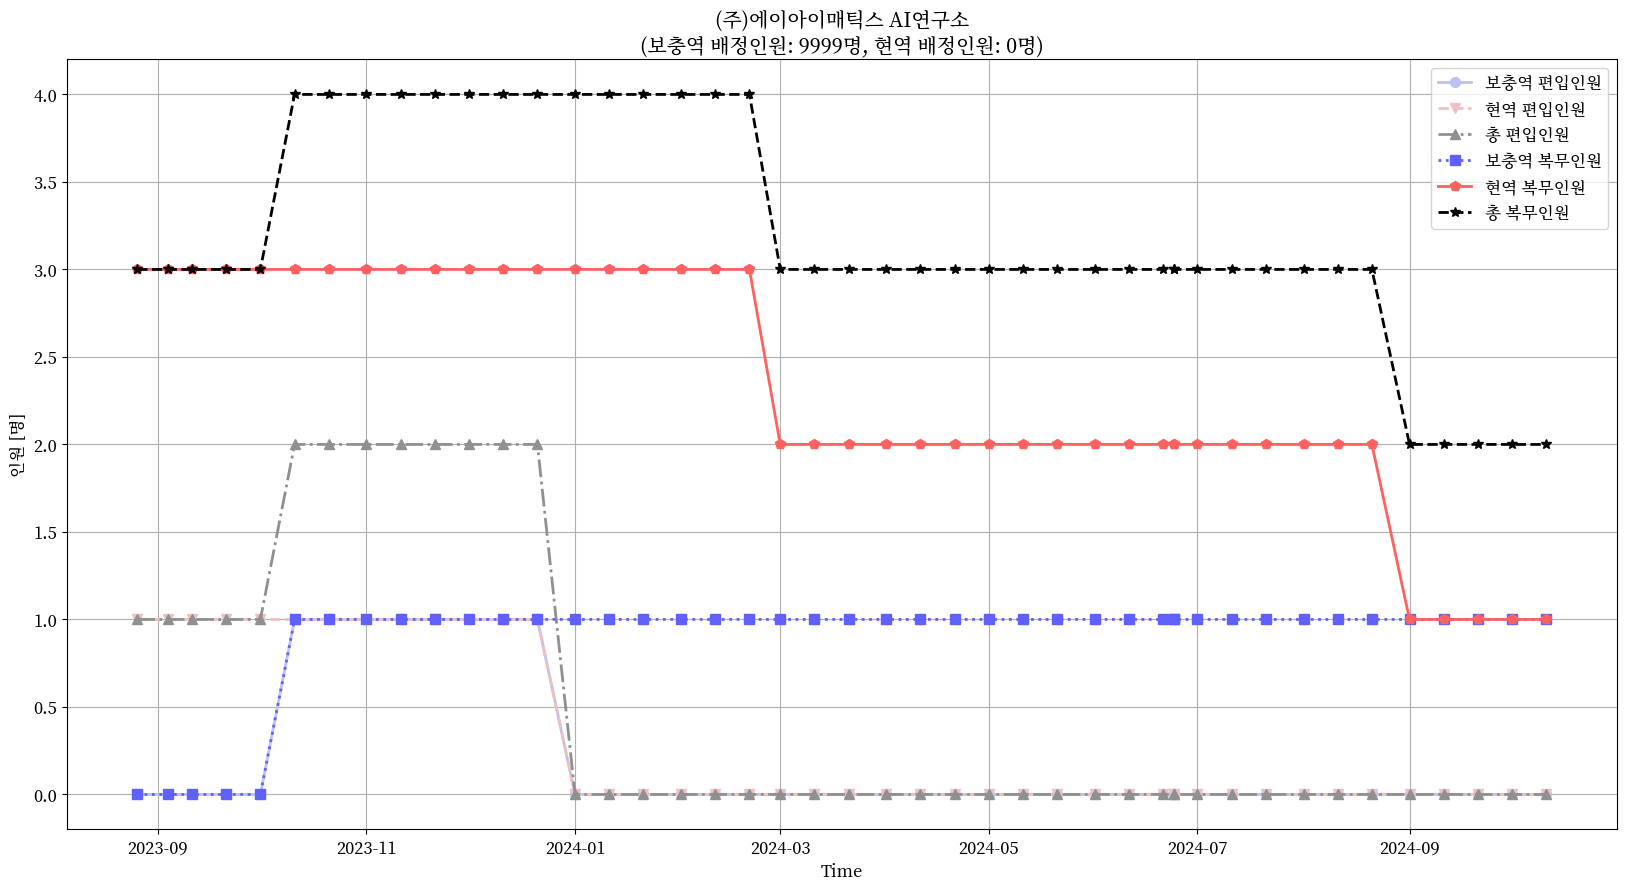 (주)에이아이매틱스 AI연구소
(보충역 배정인원: 9999명, 현역 배정인원: 0명)
보충역 편입인원
현역 편입인원
총 편입인원
보충역 복무인원
현역 복무인원
총 복무인원
4.0
3.5
3.0
2.5
2.0
1.5
1.0
0.5
0.0
인원 [명]
2023-09 2023-11 2024-01 2024-03 2024-05 2024-07 2024-09
Time